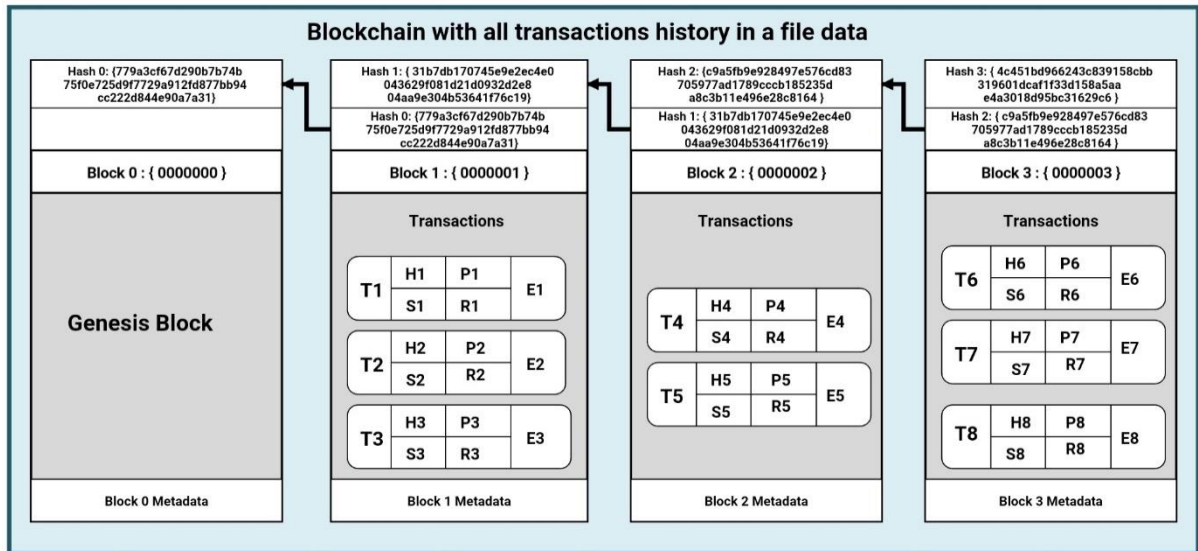 Blockchain with all transactions history in a file data
Hash 0: {779a3cf67d290b7b74b
75f0e725d9f7729a912fd877bb94
cc222d844e90a7a31}
Block 0 : { 0000000 }
Genesis Block
Block 0 Metadata
Hash 1: { 31b7db170745e9e2ec4e0
043629f081d21d0932d2e8
04aa9e304b53641f76c19}
Hash 0: {779a3cf67d290b7b74b
75f0e725d9f7729a912fd877bb94
cc222d844e90a7a31}
Block 1 : { 0000001 }
Transactions
T1 H1 P1 E1
S1 R1
T2 H2 P2 E2
S2 R2
T3 H3 P3 E3
S3 R3
Block 1 Metadata
Hash 2: {c9a5fb9e928497e576cd83
705977ad1789cccb185235d
a8c3b11e496e28c8164 }
Hash 1: { 31b7db170745e9e2ec4e0
043629f081d21d0932d2e8
04aa9e304b53641f76c19}
Block 2 : { 0000002 }
Transactions
T4 H4 P4 E4
S4 R4
T5 H5 P5 E5
S5 R5
Block 2 Metadata
Hash 3: { 4c451bd966243c839158cbb
319601dcaf1f33d158a5aa
e4a3018d95bc31629c6 }
Hash 2: { c9a5fb9e928497e576cd83
705977ad1789cccb185235d
a8c3b11e496e28c8164 }
Block 3 : { 0000003 }
Transactions
T6 H6 P6 E6
S6 R6
T7 H7 P7 E7
S7 R7
T8 H8 P8 E8
S8 R8
Block 3 Metadata